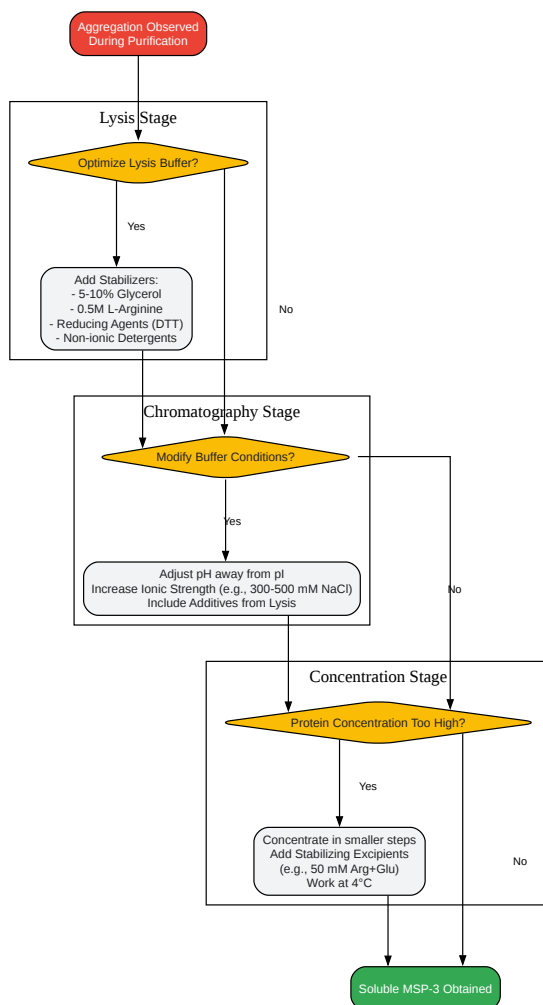 Aggregation Observed
During Purification
Lysis Stage
Optimize Lysis Buffer?
Yes
Add Stabilizers:
- 5-10% Glycerol
- 0.5M L-Arginine
- Reducing Agents (DTT)
- Non-ionic Detergents
No
Chromatography Stage
Modify Buffer Conditions?
Yes
Adjust pH away from pI
Increase Ionic Strength (e.g., 300-500 mM NaCl)
Include Additives from Lysis
No
Concentration Stage
Protein Concentration Too High?
Yes
Concentrate in smaller steps
Add Stabilizing Excipients
(e.g., 50 mM Arg+Glu)
Work at 4°C
No
Soluble MSP-3 Obtained